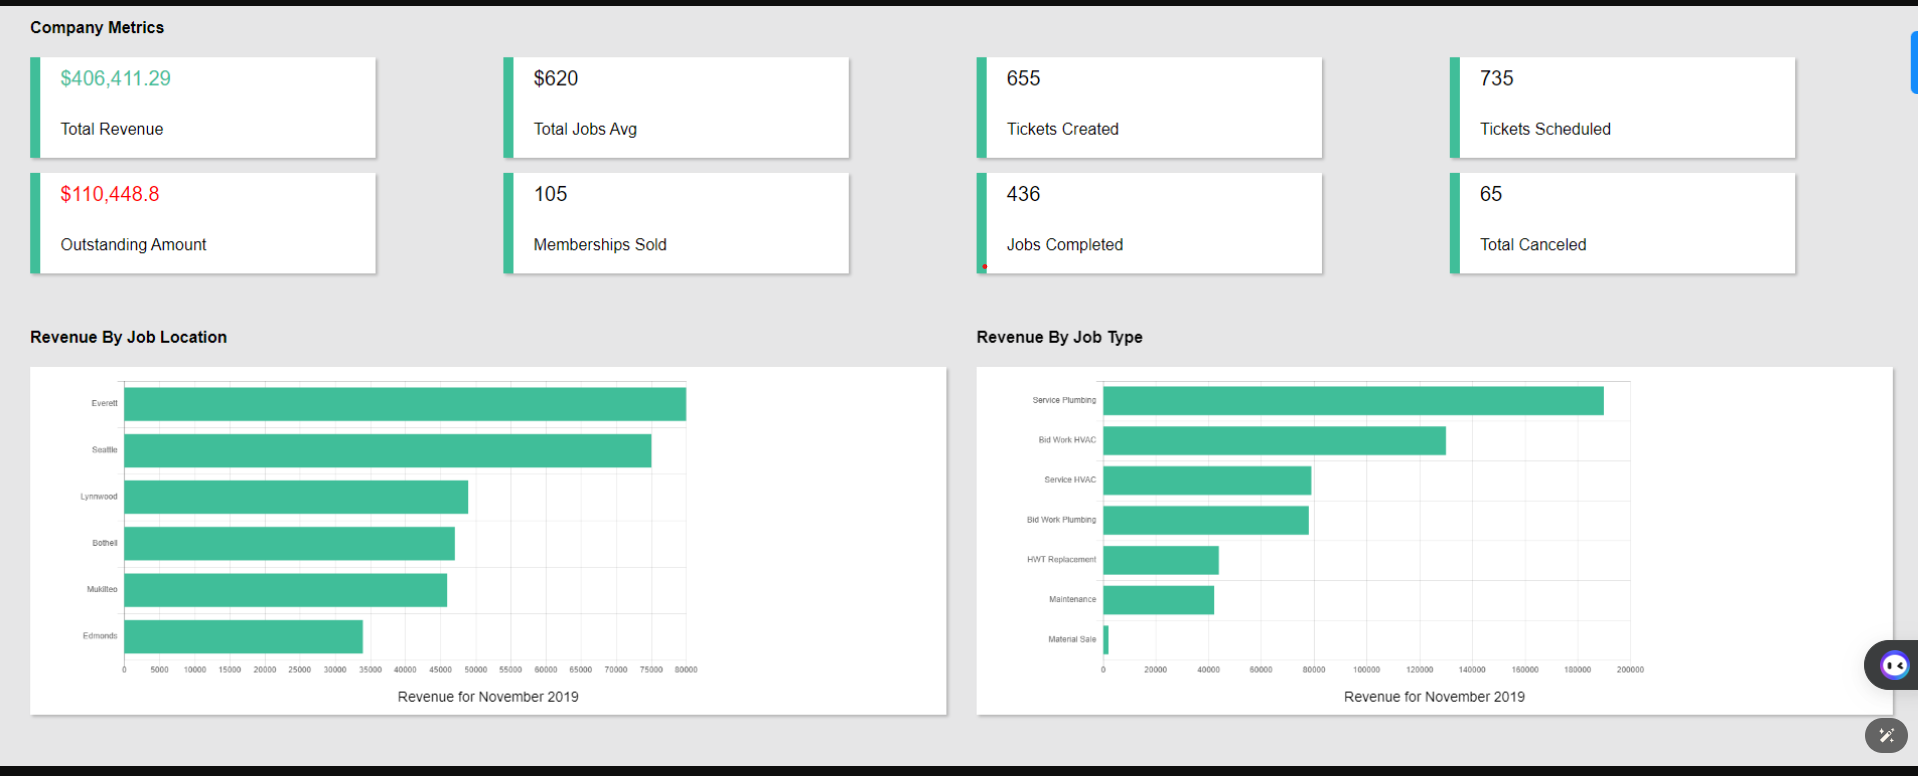 Company Metrics
$406,411.29
Total Revenue
$620
Total Jobs Avg
655
Tickets Created
735
Tickets Scheduled
$110,448.8
Outstanding Amount
105
Memberships Sold
436
Jobs Completed
65
Total Canceled
Revenue By Job Location
Everett
Seattle
Lynnwood
Bothell
Mukilteo
Edmonds
0 5000 10000 15000 20000 25000 30000 35000 40000 45000 50000 55000 60000 65000 70000 75000 80000
Revenue for November 2019
Revenue By Job Type
Service Plumbing
Bid Work HVAC
Service HVAC
Bid Work Plumbing
HWT Replacement
Maintenance
Material Sale
0 20000 40000 60000 80000 100000 120000 140000 160000 180000 200000
Revenue for November 2019